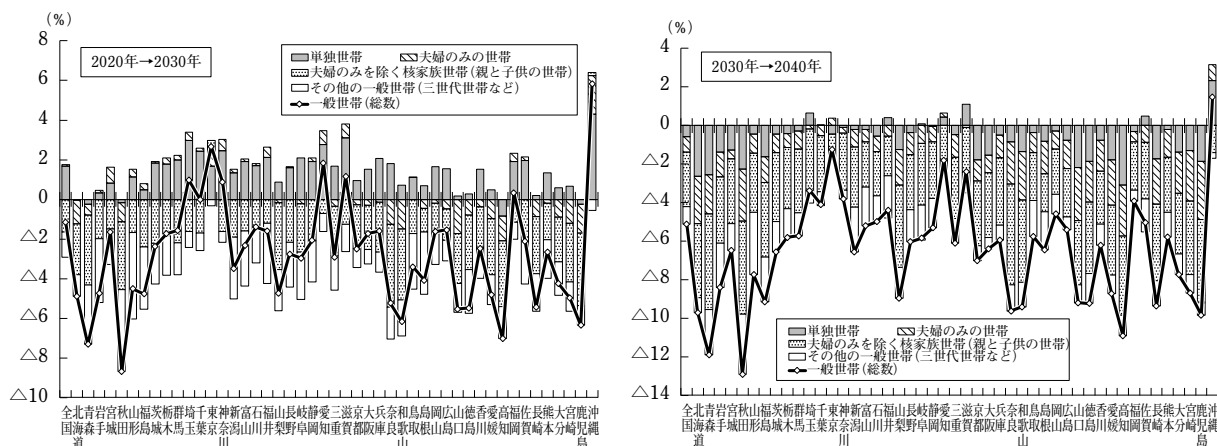 (%)
8
6
4
2
0
△2
△4
△6
△8
△10
2020年→2030年
単独世帯 夫婦のみの世帯
夫婦のみを除く核家族世帯(親と子供の世帯)
その他の一般世帯(三世代世帯など)
一般世帯(総数)
全国
北海道
青森
岩手
宮城
秋田
山形
福島
茨城
栃木
群馬
埼玉
千葉
東京
神奈川
新潟
富山
石川
福井
山梨
長野
岐阜
静岡
愛知
三重
滋賀
京都
大阪
兵庫
奈良
和歌山
鳥取
島根
岡山
広島
山口
徳島
香川
愛媛
高知
福岡
佐賀
長崎
熊本
大分
宮崎
鹿児島
沖縄
(%)
4
2
0
△2
△4
△6
△8
△10
△12
△14
2030年→2040年
単独世帯 夫婦のみの世帯
夫婦のみを除く核家族世帯(親と子供の世帯)
その他の一般世帯(三世代世帯など)
一般世帯(総数)
全国
北海道
青森
岩手
宮城
秋田
山形
福島
茨城
栃木
群馬
埼玉
千葉
東京
神奈川
新潟
富山
石川
福井
山梨
長野
岐阜
静岡
愛知
三重
滋賀
京都
大阪
兵庫
奈良
和歌山
鳥取
島根
岡山
広島
山口
徳島
香川
愛媛
高知
福岡
佐賀
長崎
熊本
大分
宮崎
鹿児島
沖縄